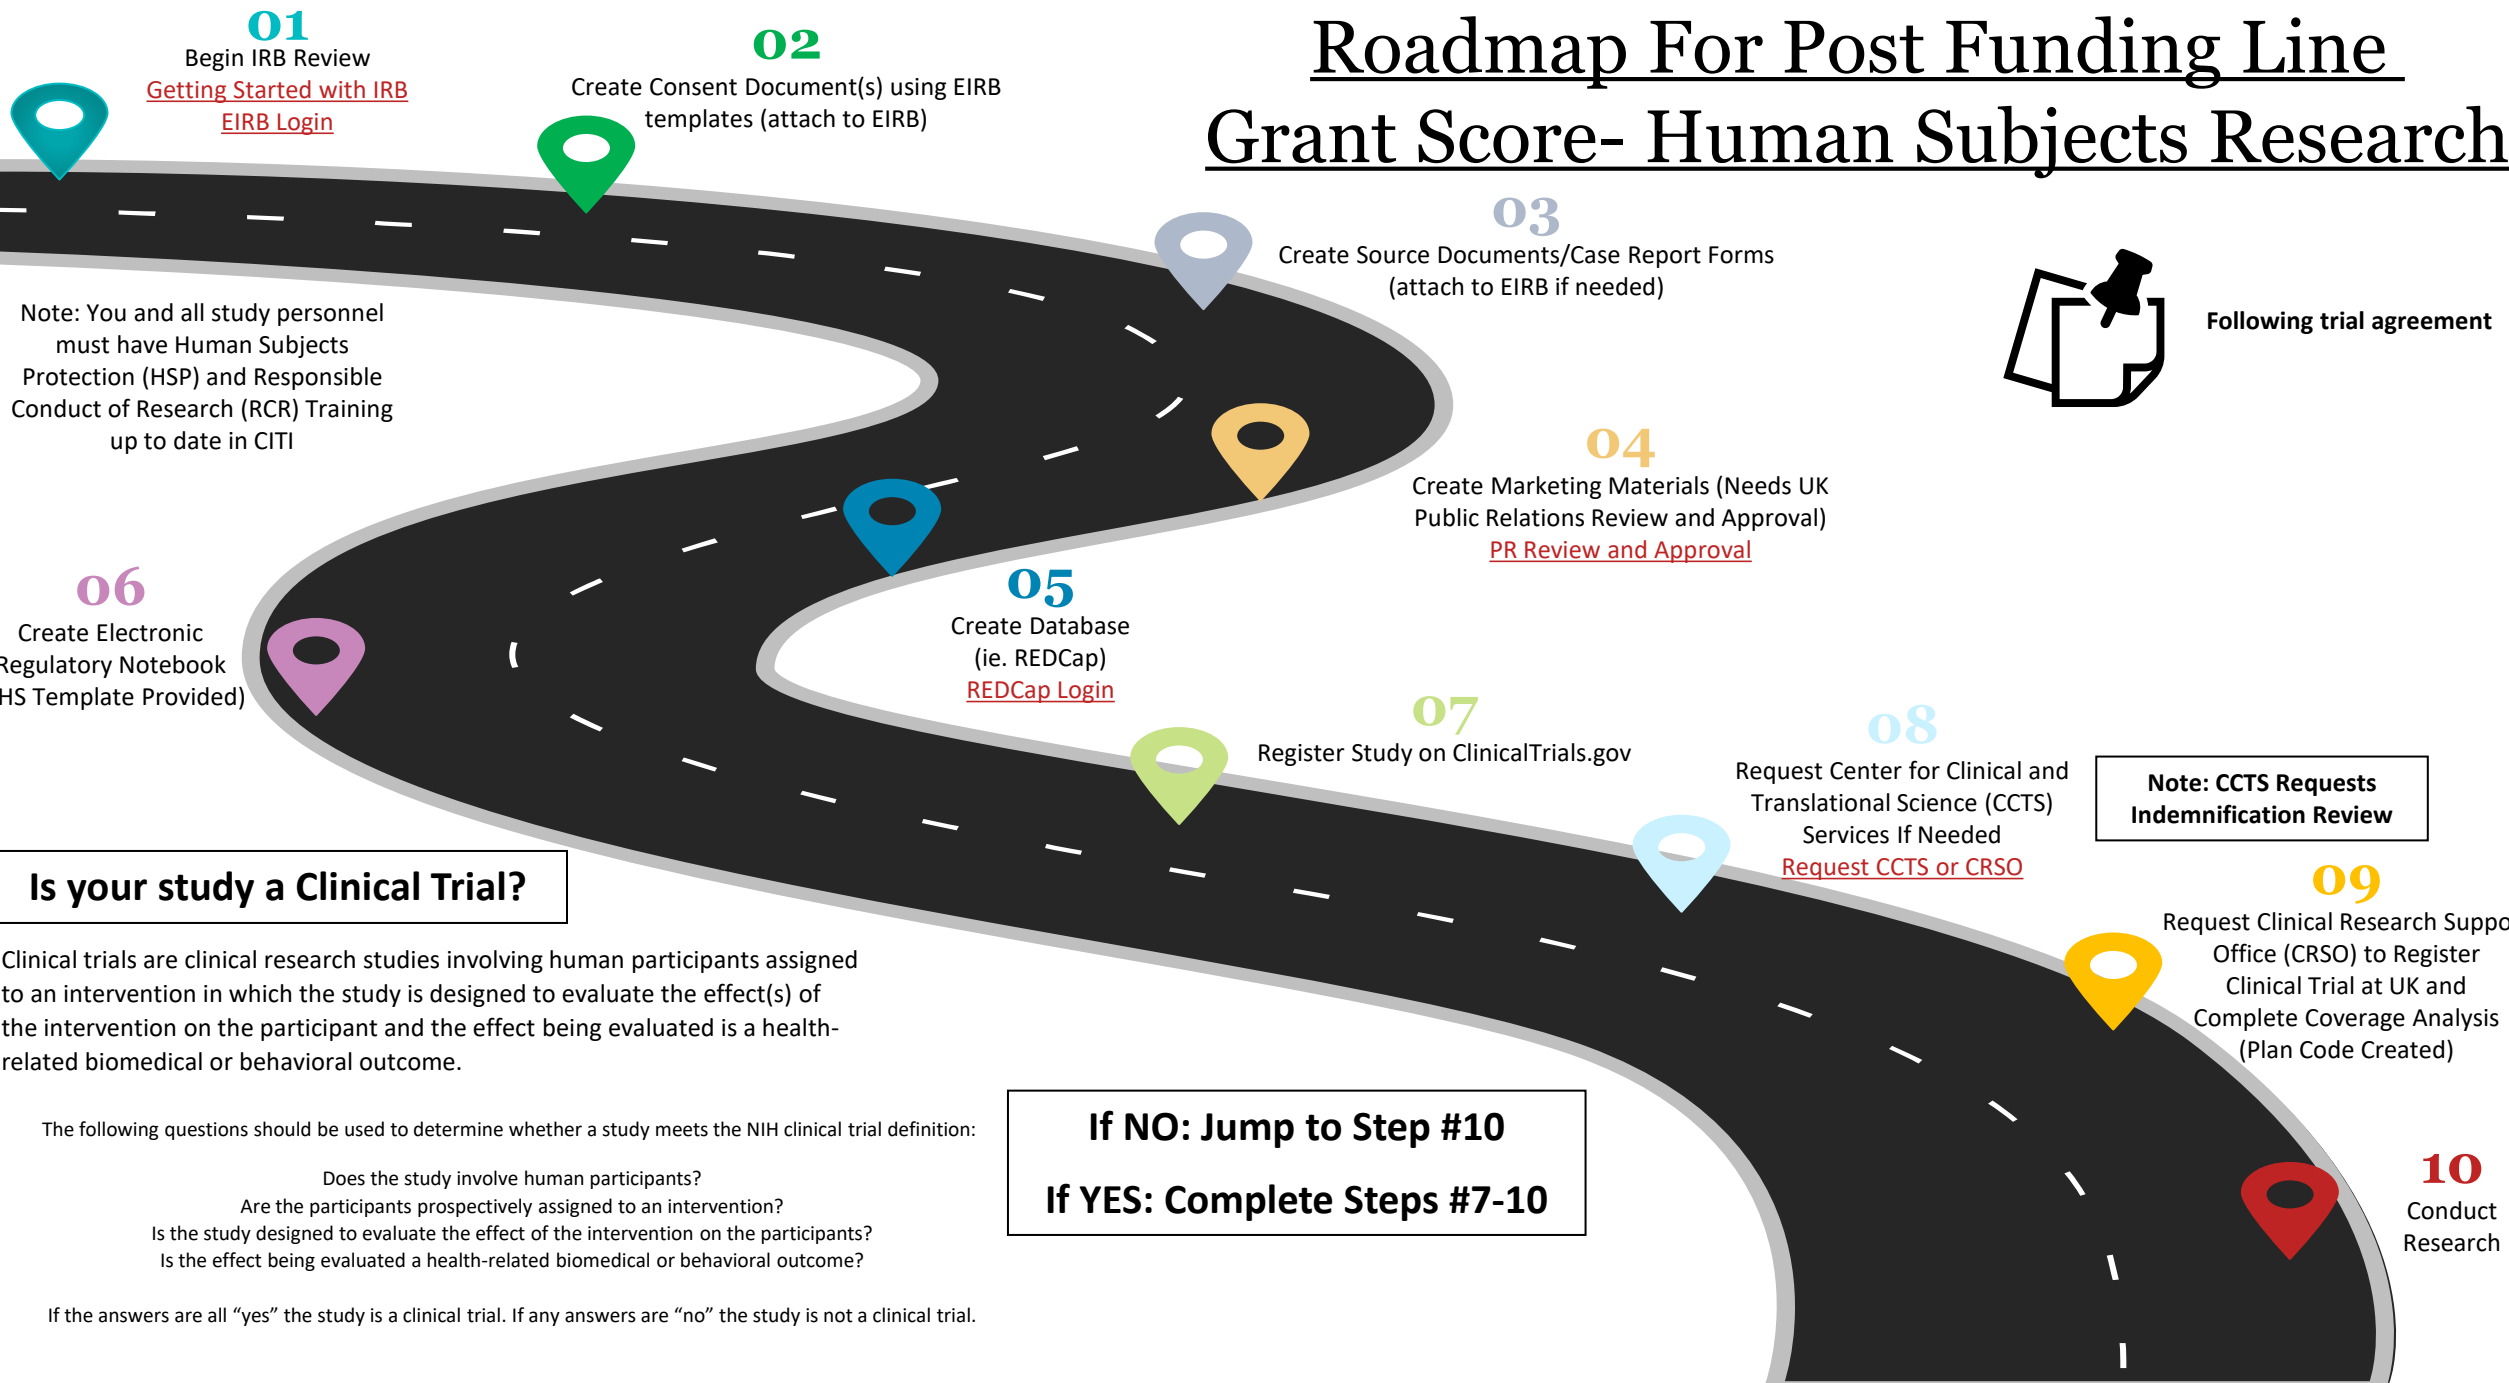 Roadmap For Post Funding Line
Grant Score- Human Subjects Research
01
Begin IRB Review
Getting Started with IRB
EIRB Login
02
Create Consent Document(s) using EIRB
templates (attach to EIRB)
03
Create Source Documents/Case Report Forms
(attach to EIRB if needed)
Following trial agreement
Note: You and all study personnel
must have Human Subjects
Protection (HSP) and Responsible
Conduct of Research (RCR) Training
up to date in CITI
04
Create Marketing Materials (Needs UK
Public Relations Review and Approval)
PR Review and Approval
05
Create Database
(ie. REDCap)
REDCap Login
06
Create Electronic
Regulatory Notebook
HS Template Provided)
07
Register Study on ClinicalTrials.gov
08
Request Center for Clinical and
Translational Science (CCTS)
Services If Needed
Request CCTS or CRSO
Note: CCTS Requests
Indemnification Review
09
Request Clinical Research Suppo
Office (CRSO) to Register
Clinical Trial at UK and
Complete Coverage Analysis
(Plan Code Created)
10
Conduct
Research
Is your study a Clinical Trial?
Clinical trials are clinical research studies involving human participants assigned
to an intervention in which the study is designed to evaluate the effect(s) of
the intervention on the participant and the effect being evaluated is a health-
related biomedical or behavioral outcome.
The following questions should be used to determine whether a study meets the NIH clinical trial definition:
Does the study involve human participants?
Are the participants prospectively assigned to an intervention?
Is the study designed to evaluate the effect of the intervention on the participants?
Is the effect being evaluated a health-related biomedical or behavioral outcome?
If the answers are all “yes” the study is a clinical trial. If any answers are “no” the study is not a clinical trial.
If NO: Jump to Step #10
If YES: Complete Steps #7-10